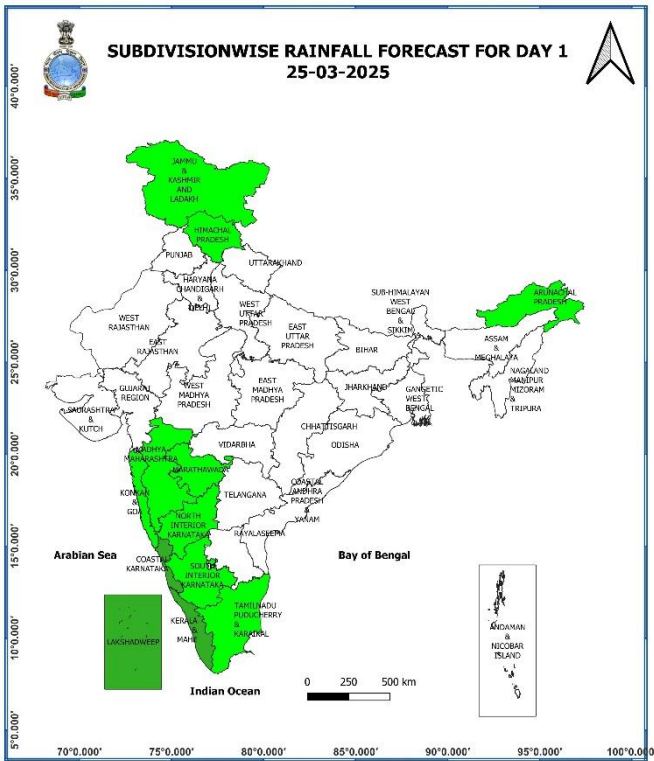 SUBDIVISIONWISE RAINFALL FORECAST FOR DAY 1
25-03-2025
40°0.000'
35°0.000'
30°0.000'
25°0.000'
20°0.000'
15°0.000'
10°0.000'
5°0.000'
JAMMU
&
KASHMIR
AND
LADAKH
HIMACHAL
PRADESH
PUNJAB
UTTARAKHAND
HARYANA
CHANDIGARH
&
DELHI
WEST
UTTAR
PRADESH
SUB-HIMALAYAN
WEST
BENGAL
&
SIKKIM
ARUNACHAL
PRADESH
WEST
RAJASTHAN
EAST
RAJASTHAN
EAST
UTTAR
PRADESH
BIHAR
ASSAM
&
MEGHALAYA
NAGALAND
MANIPUR
MIZORAM
&
TRIPURA
GUJARAT
REGION
SAURASHTRA
&
KUTCH
WEST
MADHYA
PRADESH
EAST
MADHYA
PRADESH
JHARKHAND
GANGETIC
WEST
BENGAL
CHHATTISGARH
ODISHA
VIDARBHA
MADHYA
MAHARASHTRA
MARATHAWADA
KONKAN
&
GOA
TELANGANA
COASTAL
ANDHRA
PRADESH
&
YANAM
NORTH
INTERIOR
KARNATAKA
RAYALASEEMA
Arabian Sea
Bay of Bengal
COASTAL
KARNATAKA
SOUTH
INTERIOR
KARNATAKA
TAMILNADU
PUDUCHERRY
&
KARAIKAL
KERALA
&
MAHE
LAKSHADWEEP
ANDAMAN
&
NICOBAR
ISLAND
Indian Ocean
0 250 500 km
70°0.000' 75°0.000' 80°0.000' 85°0.000' 90°0.000' 95°0.000' 100°0.000'